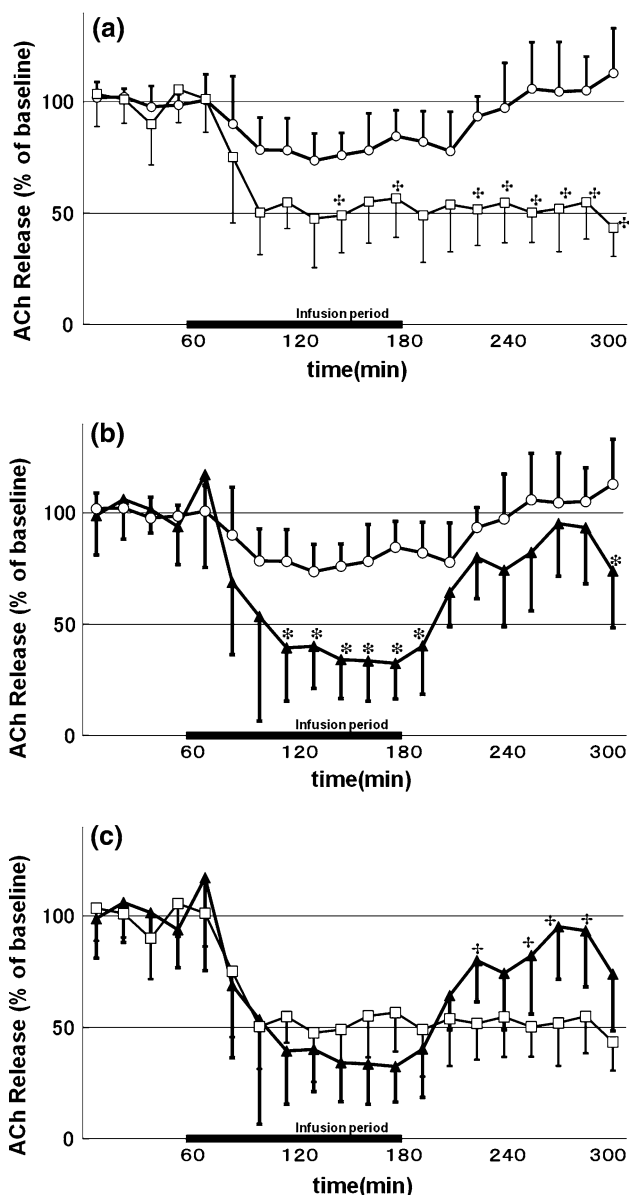 (a)
ACh Release (% of baseline)
100
50
0
Infusion period
60 120 180 240 300
time(min)
(b)
ACh Release (% of baseline)
100
50
0
Infusion period
60 120 180 240 300
time(min)
(c)
ACh Release (% of baseline)
100
50
0
Infusion period
60 120 180 240 300
time(min)